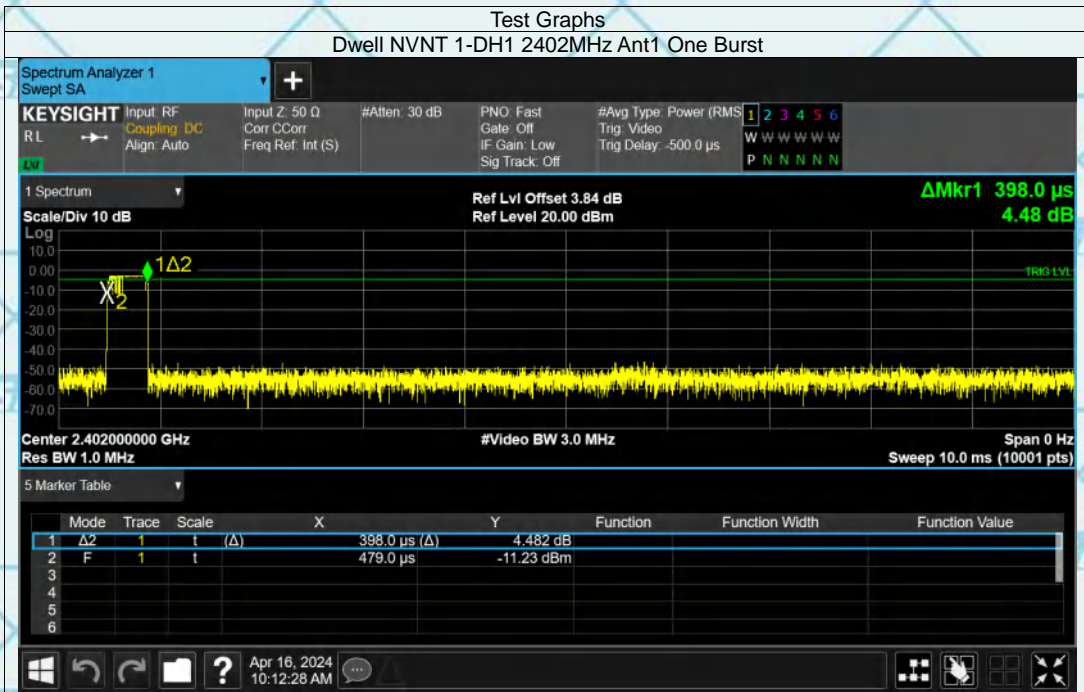 Test Graphs
Dwell NVNT 1-DH1 2402MHz Ant1 One Burst
Spectrum Analyzer 1
Swept SA
+
KEYSIGHT Input: RF Input Z: 50 Ω #Atten: 30 dB PNO: Fast #Avg Type: Power (RMS 1 2 3 4 5 6
RL Coupling: DC Corr CCorr Gate: Off Trig: Video W W W W W W
Align: Auto Freq Ref: Int (S) IF Gain: Low Trig Delay: -500.0 µs
Sig Track: Off P N N N N N
LXI
1 Spectrum Ref Lvl Offset 3.84 dB ΔMkr1 398.0 µs
Scale/Div 10 dB Ref Level 20.00 dBm 4.48 dB
Log
10.0
0.00 1Δ2 TRIG LVL
-10.0 X2
-20.0
-30.0
-40.0
-50.0
-60.0
-70.0
Center 2.402000000 GHz #Video BW 3.0 MHz Span 0 Hz
Res BW 1.0 MHz Sweep 10.0 ms (10001 pts)
5 Marker Table
Mode Trace Scale X Y Function Function Width Function Value
1 Δ2 1 t (Δ) 398.0 µs (Δ) 4.482 dB
2 F 1 t 479.0 µs -11.23 dBm
3
4
5
6
? Apr 16, 2024
10:12:28 AM